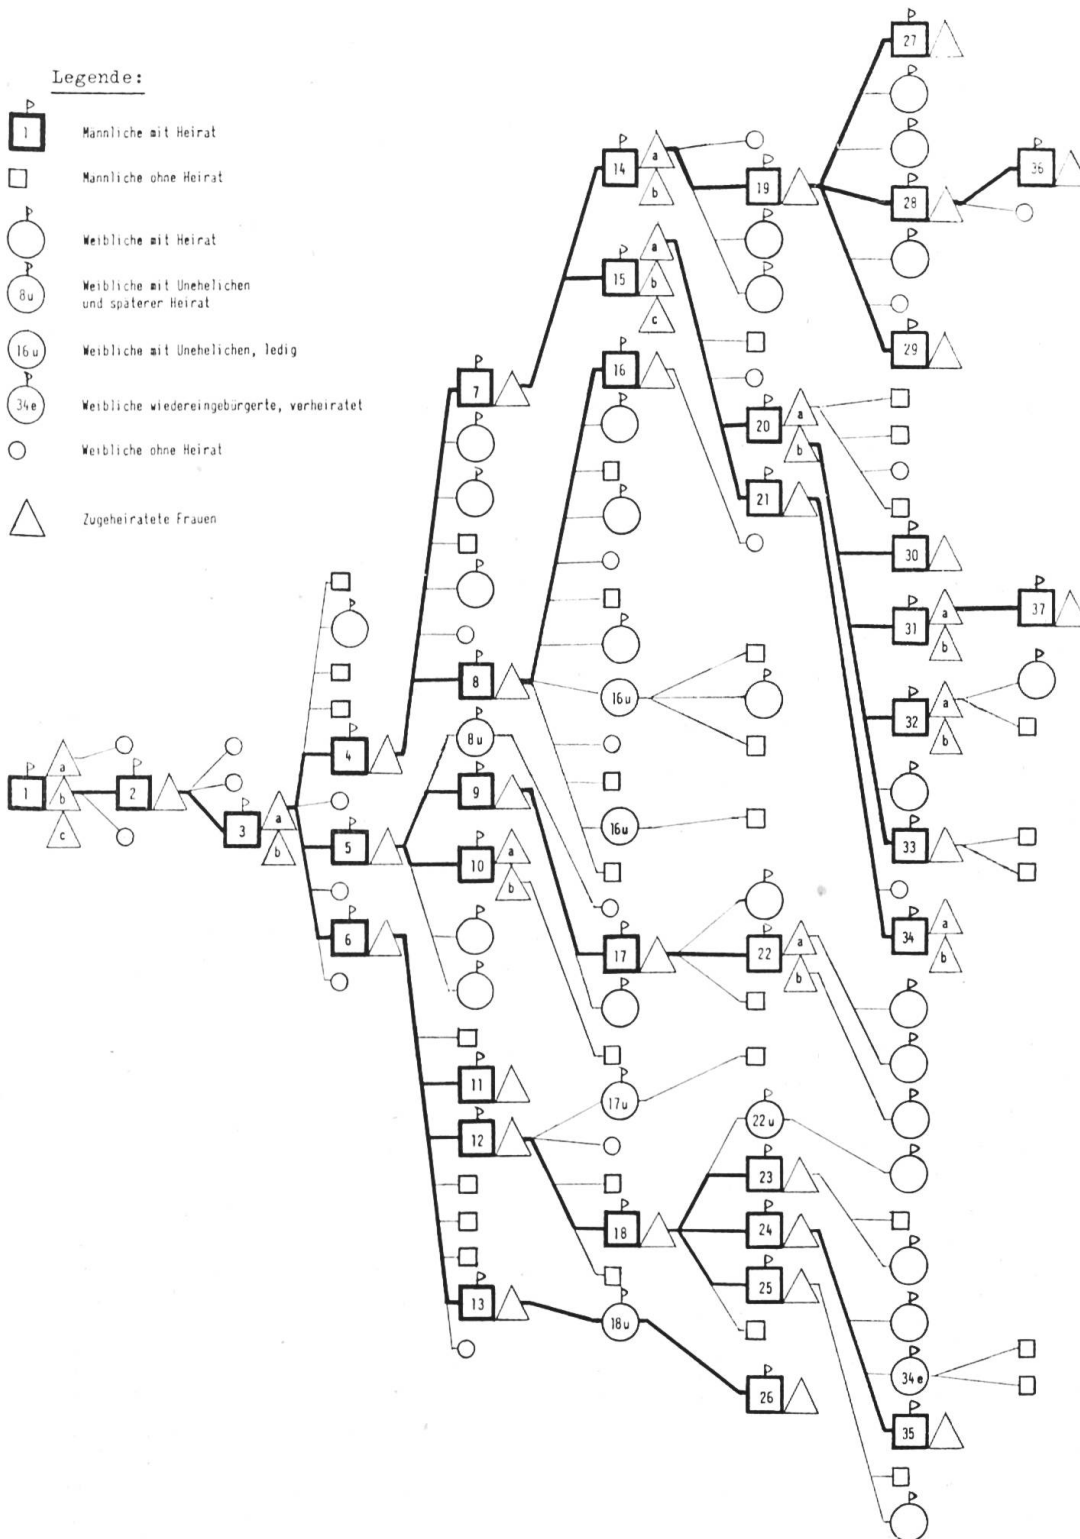 Legende:
1 Männliche mit Heirat
Männliche ohne Heirat
Weibliche mit Heirat
8u Weibliche mit Unehelichen
und späterer Heirat
16u Weibliche mit Unehelichen, ledig
34e Weibliche wiedereingebürgerte, verheiratet
Weibliche ohne Heirat
Zugeheiratete Frauen
1
a
b
c
2
3
a
b
4
5
6
7
8
8u
9
10
a
b
11
12
13
14
a
b
15
a
b
c
16
16u
16u
17
17u
18
18u
19
20
a
b
21
22
a
b
22u
23
24
25
26
27
28
29
30
31
a
b
32
a
b
33
34
a
b
34e
35
36
37